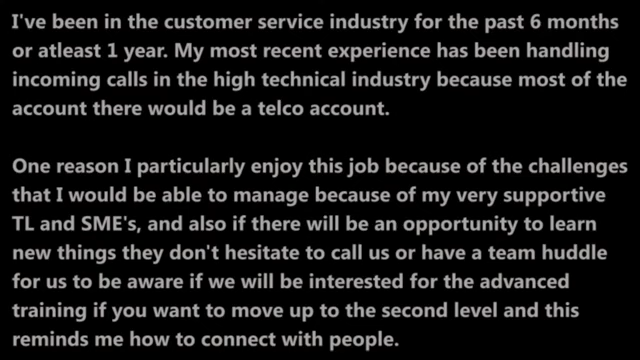 I've been in the customer service industry for the past 6 months
or atleast 1 year. My most recent experience has been handling
incoming calls in the high technical industry because most of the
account there would be a telco account.
One reason I particularly enjoy this job because of the challenges
that I would be able to manage because of my very supportive
TL and SME's, and also if there will be an opportunity to learn
new things they don't hesitate to call us or have a team huddle
for us to be aware if we will be interested for the advanced
training if you want to move up to the second level and this
reminds me how to connect with people.